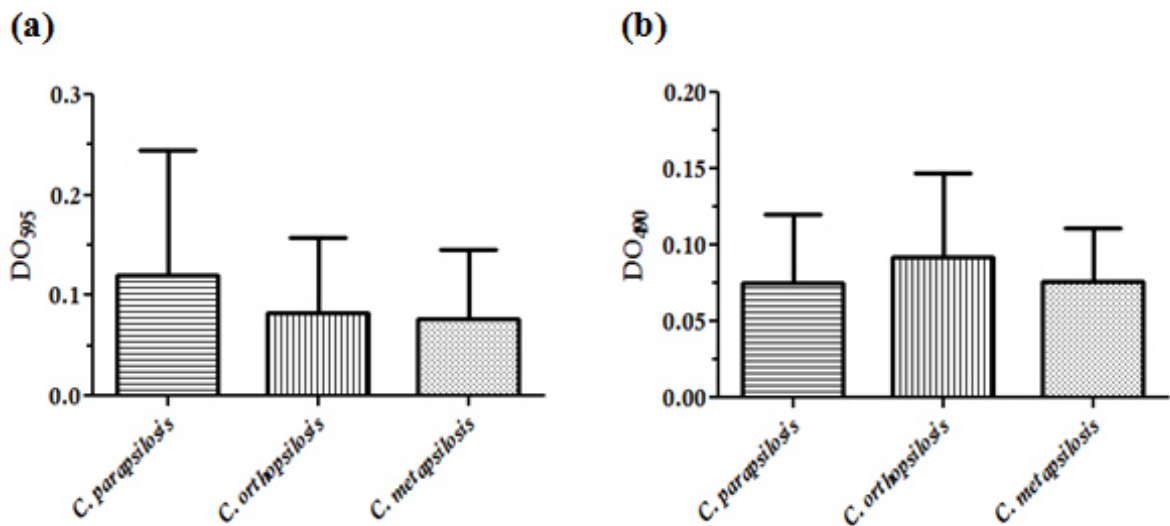 (a)
0.3
0.2
0.1
0.0
DO595
C. parapsilosis
C. orthopsilosis
C. metapsilosis
(b)
0.20
0.15
0.10
0.05
0.00
DO490
C. parapsilosis
C. orthopsilosis
C. metapsilosis